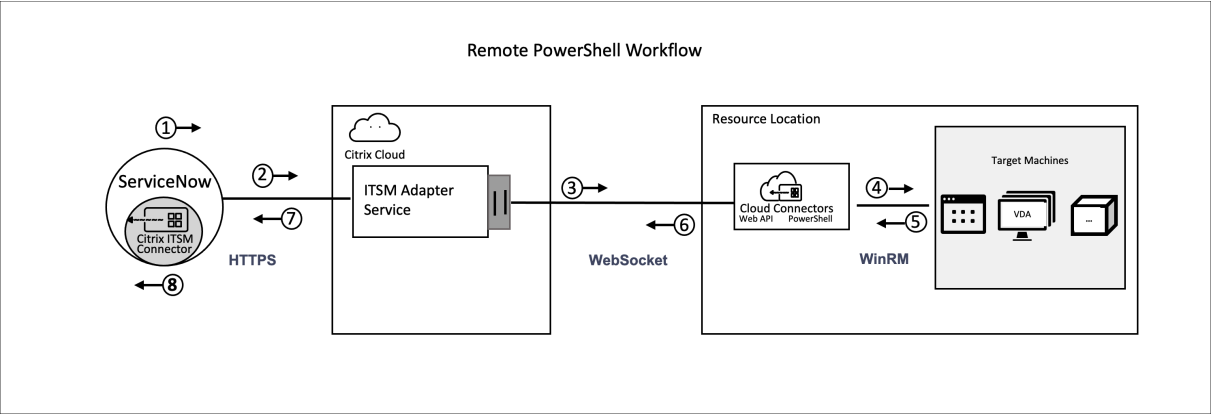 Remote PowerShell Workflow
1
ServiceNow
Citrix ITSM
Connector
8
2
7
HTTPS
Citrix Cloud
ITSM Adapter
Service
3
6
WebSocket
Resource Location
Cloud Connectors
Web API PowerShell
4
5
WinRM
Target Machines
VDA
...